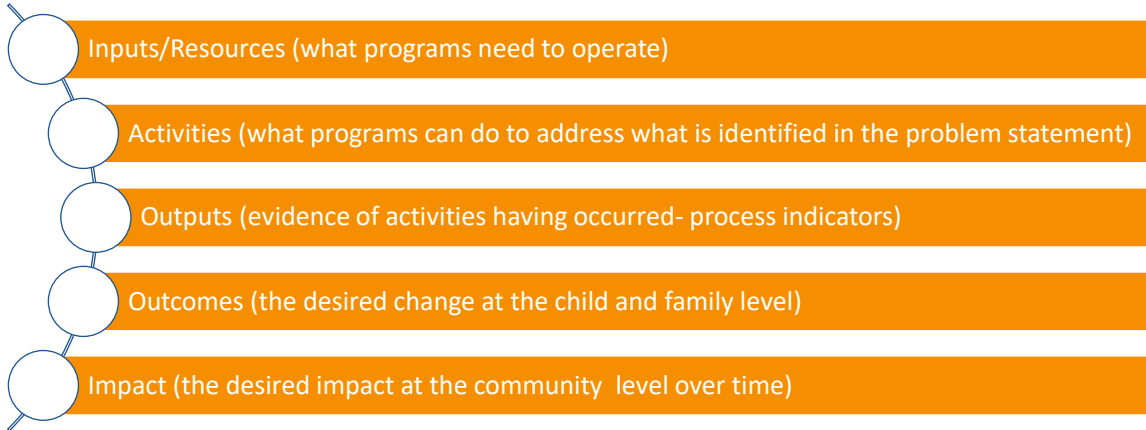 Inputs/Resources (what programs need to operate)
Activities (what programs can do to address what is identified in the problem statement)
Outputs (evidence of activities having occurred- process indicators)
Outcomes (the desired change at the child and family level)
Impact (the desired impact at the community  level over time)